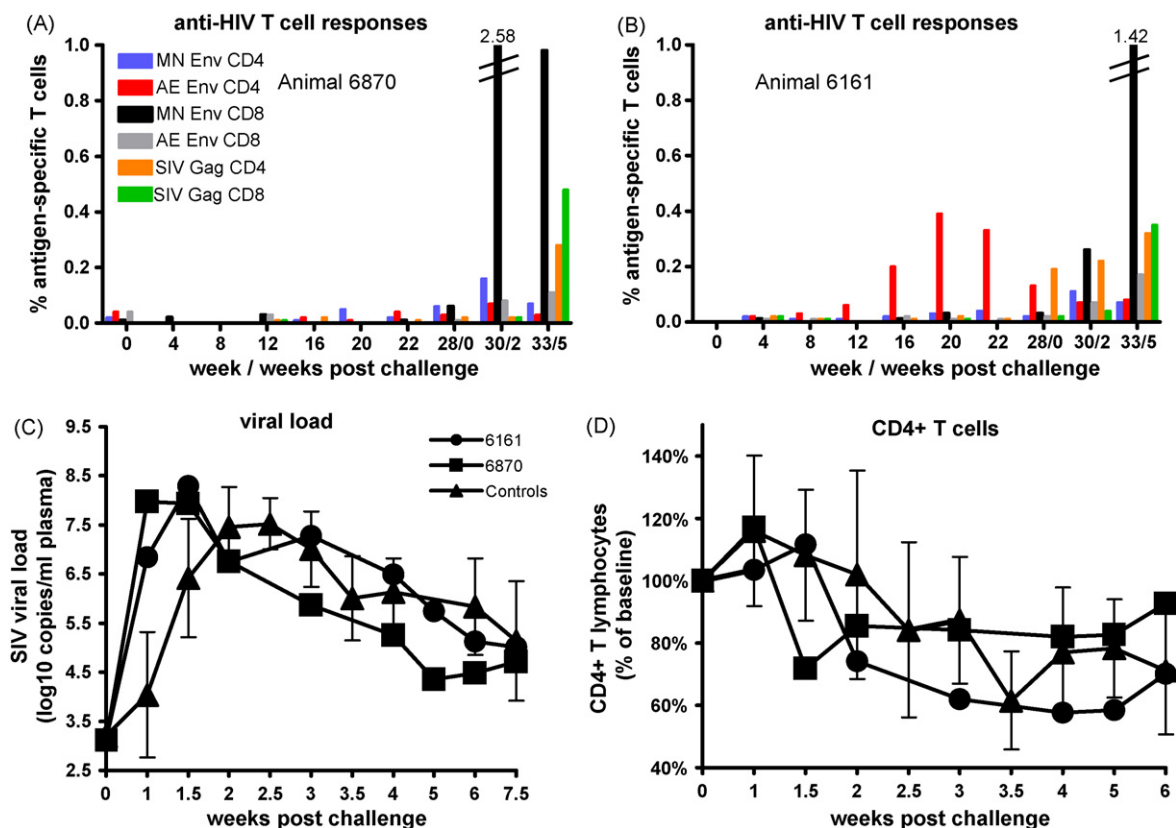 (A) anti-HIV T cell responses
2.58
1.0
0.8
0.6
0.4
0.2
0.0
% antigen-specific T cells
MN Env CD4
AE Env CD4
MN Env CD8
AE Env CD8
SIV Gag CD4
SIV Gag CD8
Animal 6870
0 4 8 12 16 20 22 28/0 30/2 33/5
week / weeks post challenge
(B) anti-HIV T cell responses
1.42
1.0
0.8
0.6
0.4
0.2
0.0
% antigen-specific T cells
Animal 6161
0 4 8 12 16 20 22 28/0 30/2 33/5
week / weeks post challenge
(C) viral load
9.5
8.5
7.5
6.5
5.5
4.5
3.5
2.5
SIV viral load
(log10 copies/ml plasma)
6161
6870
Controls
0 1 1.5 2 2.5 3 3.5 4 5 6 7.5
weeks post challenge
(D) CD4+ T cells
140%
120%
100%
80%
60%
40%
CD4+ T lymphocytes
(% of baseline)
0 1 1.5 2 2.5 3 3.5 4 5 6
weeks post challenge